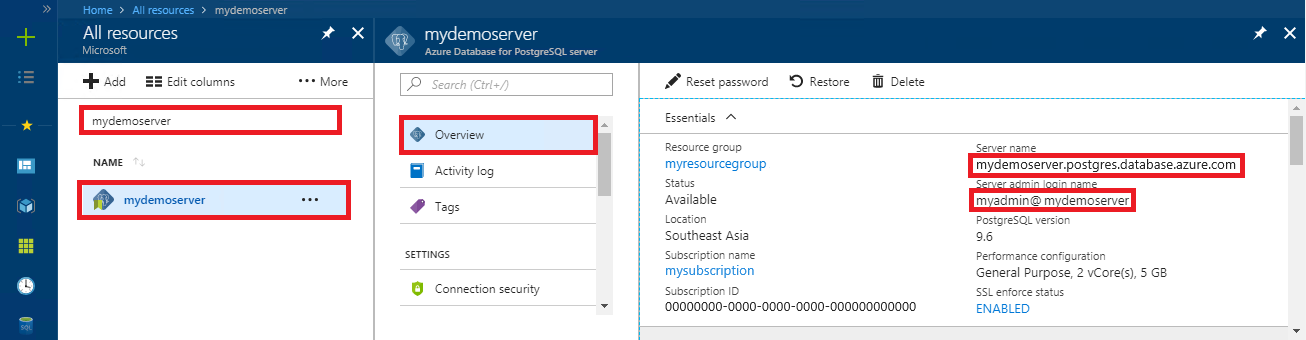 Home > All resources > mydemoserver
All resources
Microsoft
Add
Edit columns
More
mydemoserver
NAME
mydemoserver
mydemoserver
Azure Database for PostgreSQL server
Search (Ctrl+/)
Overview
Activity log
Tags
SETTINGS
Connection security
Reset password
Restore
Delete
Essentials
Resource group
myresourcegroup
Status
Available
Location
Southeast Asia
Subscription name
mysubscription
Subscription ID
00000000-0000-0000-0000-000000000000
Server name
mydemoserver.postgres.database.azure.com
Server admin login name
myadmin@mydemoserver
PostgreSQL version
9.6
Performance configuration
General Purpose, 2 vCore(s), 5 GB
SSL enforce status
ENABLED
SQL